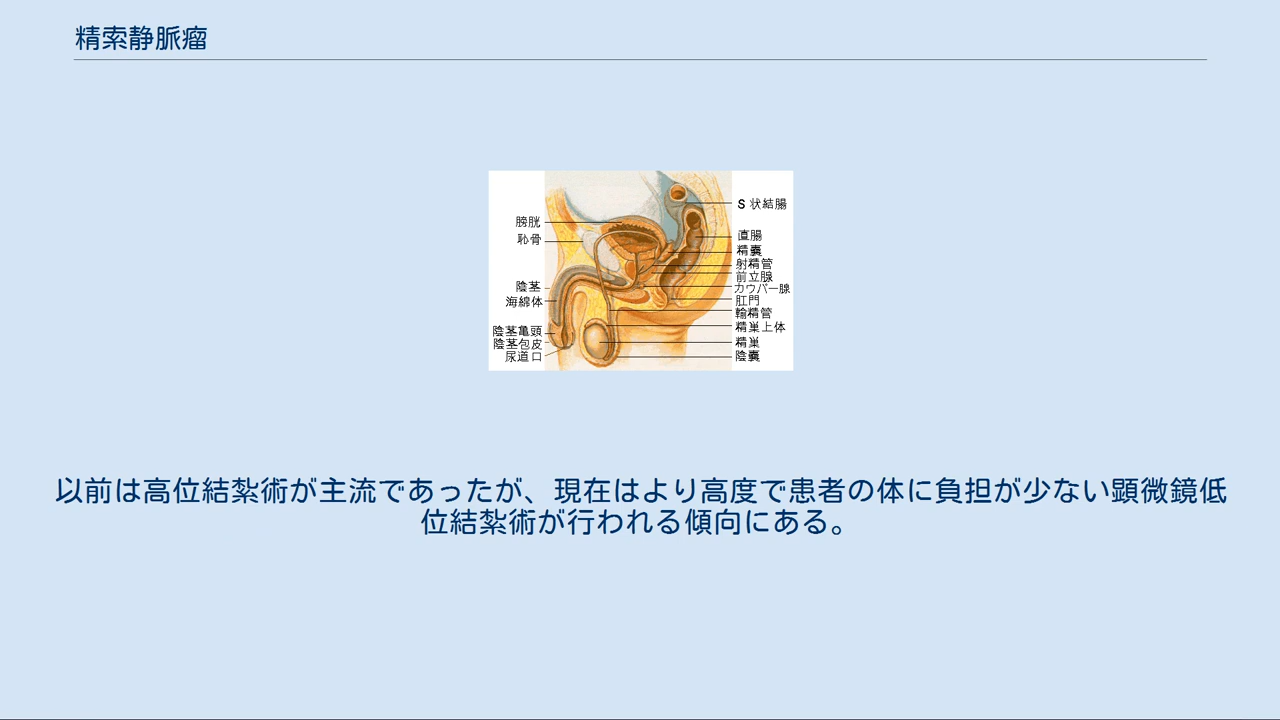 精索静脈瘤
膀胱
恥骨
陰茎
海綿体
陰茎亀頭
陰茎包皮
尿道口
S状結腸
直腸
精嚢
射精管
前立腺
カウパー腺
肛門
輸精管
精巣上体
精巣
陰嚢
以前は高位結紮術が主流であったが、現在はより高度で患者の体に負担が少ない顕微鏡低
位結紮術が行われる傾向にある。